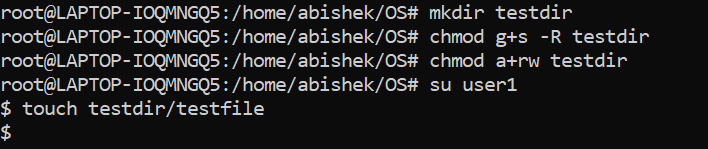 root@LAPTOP-IOQMNGQ5:/home/abishek/OS# mkdir testdir
root@LAPTOP-IOQMNGQ5:/home/abishek/OS# chmod g+s -R testdir
root@LAPTOP-IOQMNGQ5:/home/abishek/OS# chmod a+rw testdir
root@LAPTOP-IOQMNGQ5:/home/abishek/OS# su user1
$ touch testdir/testfile
$